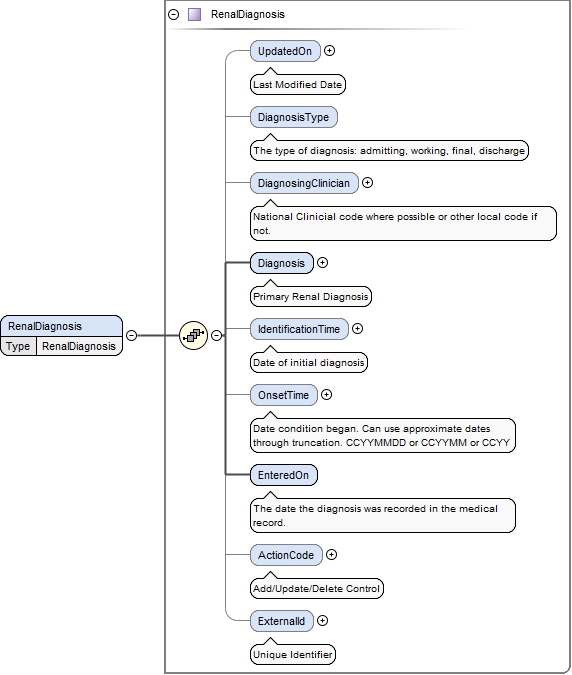 RenalDiagnosis
UpdatedOn
Last Modified Date
DiagnosisType
The type of diagnosis: admitting, working, final, discharge
DiagnosingClinician
National Clinicial code where possible or other local code if
not.
Diagnosis
Primary Renal Diagnosis
RenalDiagnosis
Type RenalDiagnosis
IdentificationTime
Date of initial diagnosis
OnsetTime
Date condition began. Can use approximate dates
through truncation. CCYYMMDD or CCYYMM or CCYY
EnteredOn
The date the diagnosis was recorded in the medical
record.
ActionCode
Add/Update/Delete Control
ExternalId
Unique Identifier